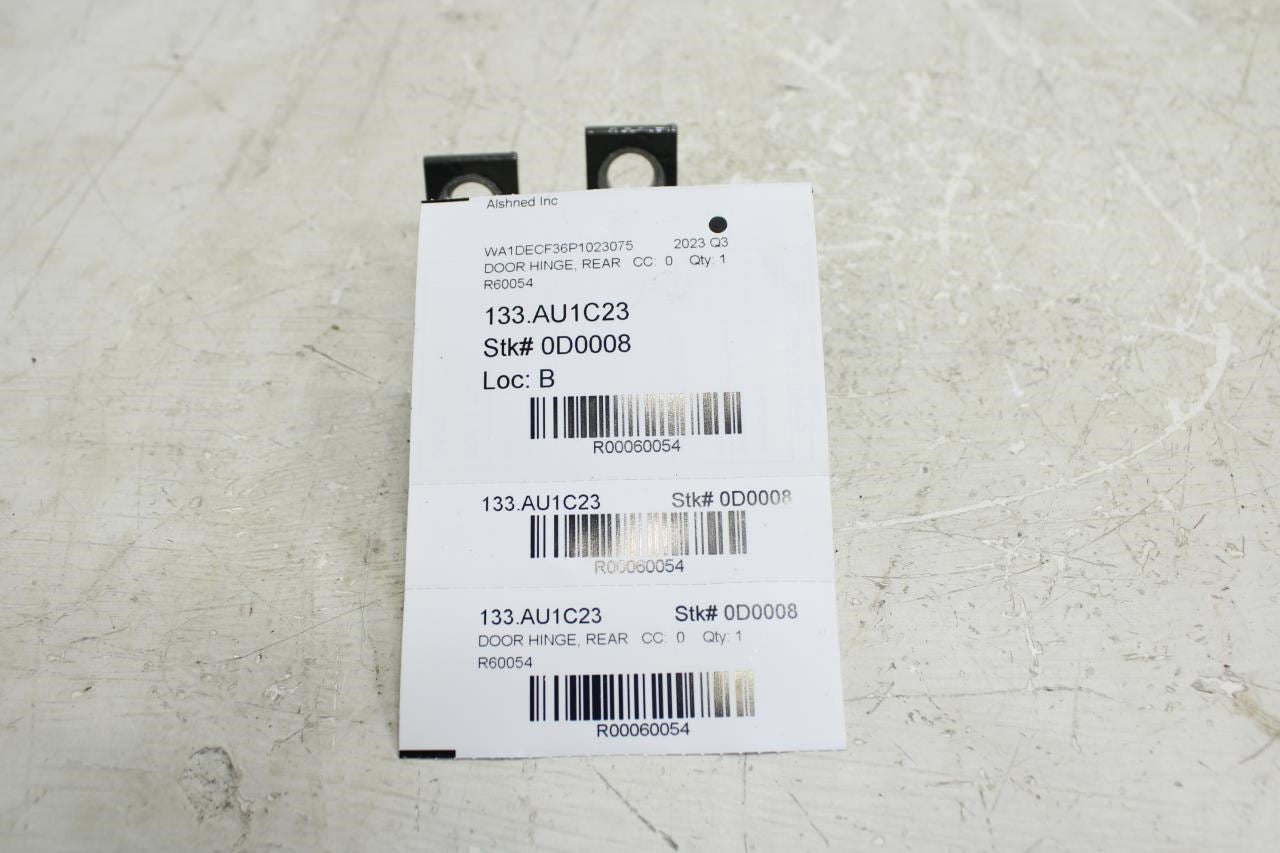 Alshned Inc
WA1DECF36P1023075 2023 Q3
DOOR HINGE, REAR CC: 0 Qty: 1
R60054
133.AU1C23
Stk# 0D0008
Loc: B
R00060054
133.AU1C23 Stk# 0D0008
R00060054
133.AU1C23 Stk# 0D0008
DOOR HINGE, REAR CC: 0 Qty: 1
R60054
R00060054